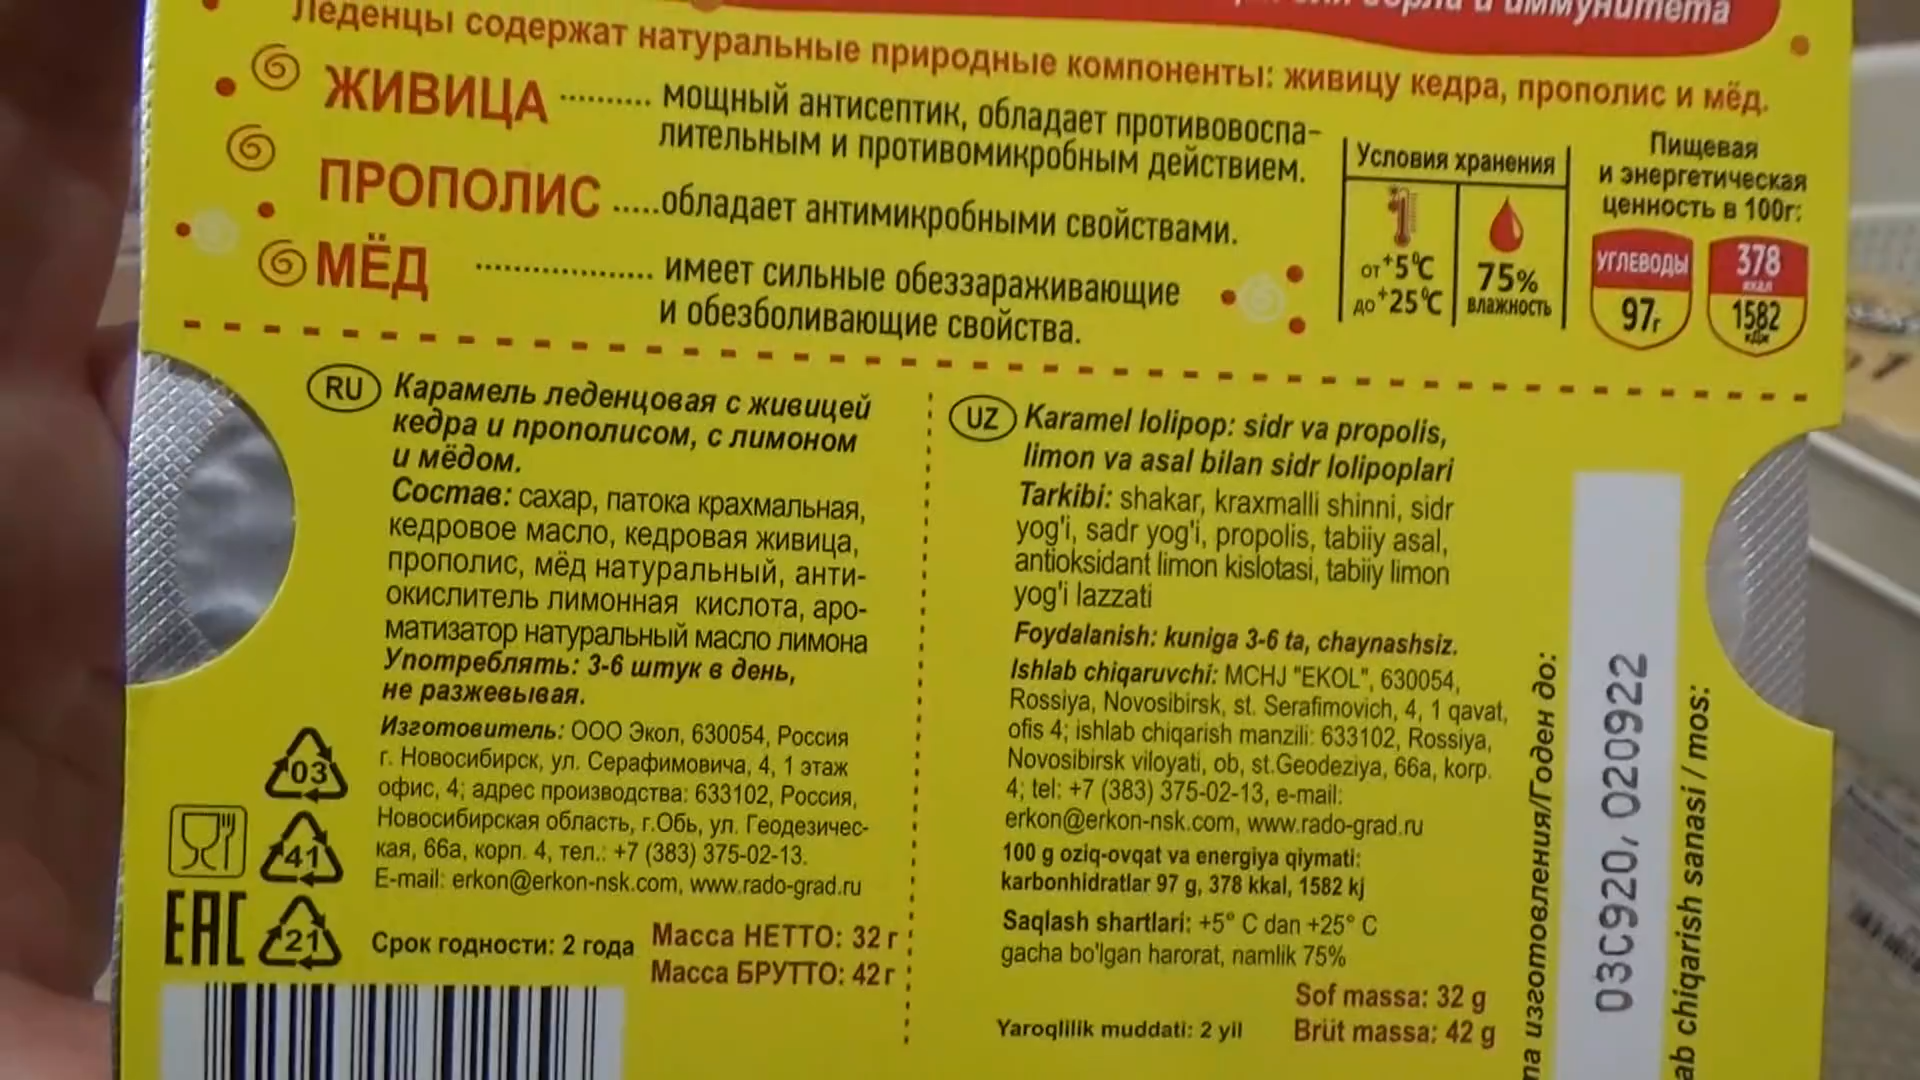 и иммунитета
Леденцы содержат натуральные природные компоненты: живицу кедра, прополис и мёд.
ЖИВИЦА .......... мощный антисептик, обладает противовоспа-
лительным и противомикробным действием.
ПРОПОЛИС .....обладает антимикробными свойствами.
МЁД ................... имеет сильные обеззараживающие
и обезболивающие свойства.
Условия хранения
от +5°C
до +25°C
75%
влажность
Пищевая
и энергетическая
ценность в 100г:
УГЛЕВОДЫ
97г
378
ккал
1582
кДж
RU Карамель леденцовая с живицей
кедра и прополисом, с лимоном
и мёдом.
Состав: сахар, патока крахмальная,
кедровое масло, кедровая живица,
прополис, мёд натуральный, анти-
окислитель лимонная кислота, аро-
матизатор натуральный масло лимона
Употреблять: 3-6 штук в день,
не разжевывая.
Изготовитель: ООО Экол, 630054, Россия
г. Новосибирск, ул. Серафимовича, 4, 1 этаж
офис, 4; адрес производства: 633102, Россия,
Новосибирская область, г.Обь, ул. Геодезичес-
кая, 66а, корп. 4, тел.: +7 (383) 375-02-13.
E-mail: erkon@erkon-nsk.com, www.rado-grad.ru
03
41
21
EAC
Срок годности: 2 года
Масса НЕТТО: 32 г
Масса БРУТТО: 42 г
UZ Karamel lolipop: sidr va propolis,
limon va asal bilan sidr lolipoplari
Tarkibi: shakar, kraxmalli shinni, sidr
yog'i, sadr yog'i, propolis, tabiiy asal,
antioksidant limon kislotasi, tabiiy limon
yog'i lazzati
Foydalanish: kuniga 3-6 ta, chaynashsiz.
Ishlab chiqaruvchi: MCHJ "EKOL", 630054,
Rossiya, Novosibirsk, st. Serafimovich, 4, 1 qavat,
ofis 4; ishlab chiqarish manzili: 633102, Rossiya,
Novosibirsk viloyati, ob, st.Geodeziya, 66a, korp.
4; tel: +7 (383) 375-02-13, e-mail:
erkon@erkon-nsk.com, www.rado-grad.ru
100 g oziq-ovqat va energiya qiymati:
karbonhidratlar 97 g, 378 kkal, 1582 kj
Saqlash shartlari: +5° C dan +25° C
gacha bo'lgan harorat, namlik 75%
Sof massa: 32 g
Yaroqlilik muddati: 2 yil
Brüt massa: 42 g
изготовления/Годен до:
03C920, 020922
chiqarish sanasi / mos: